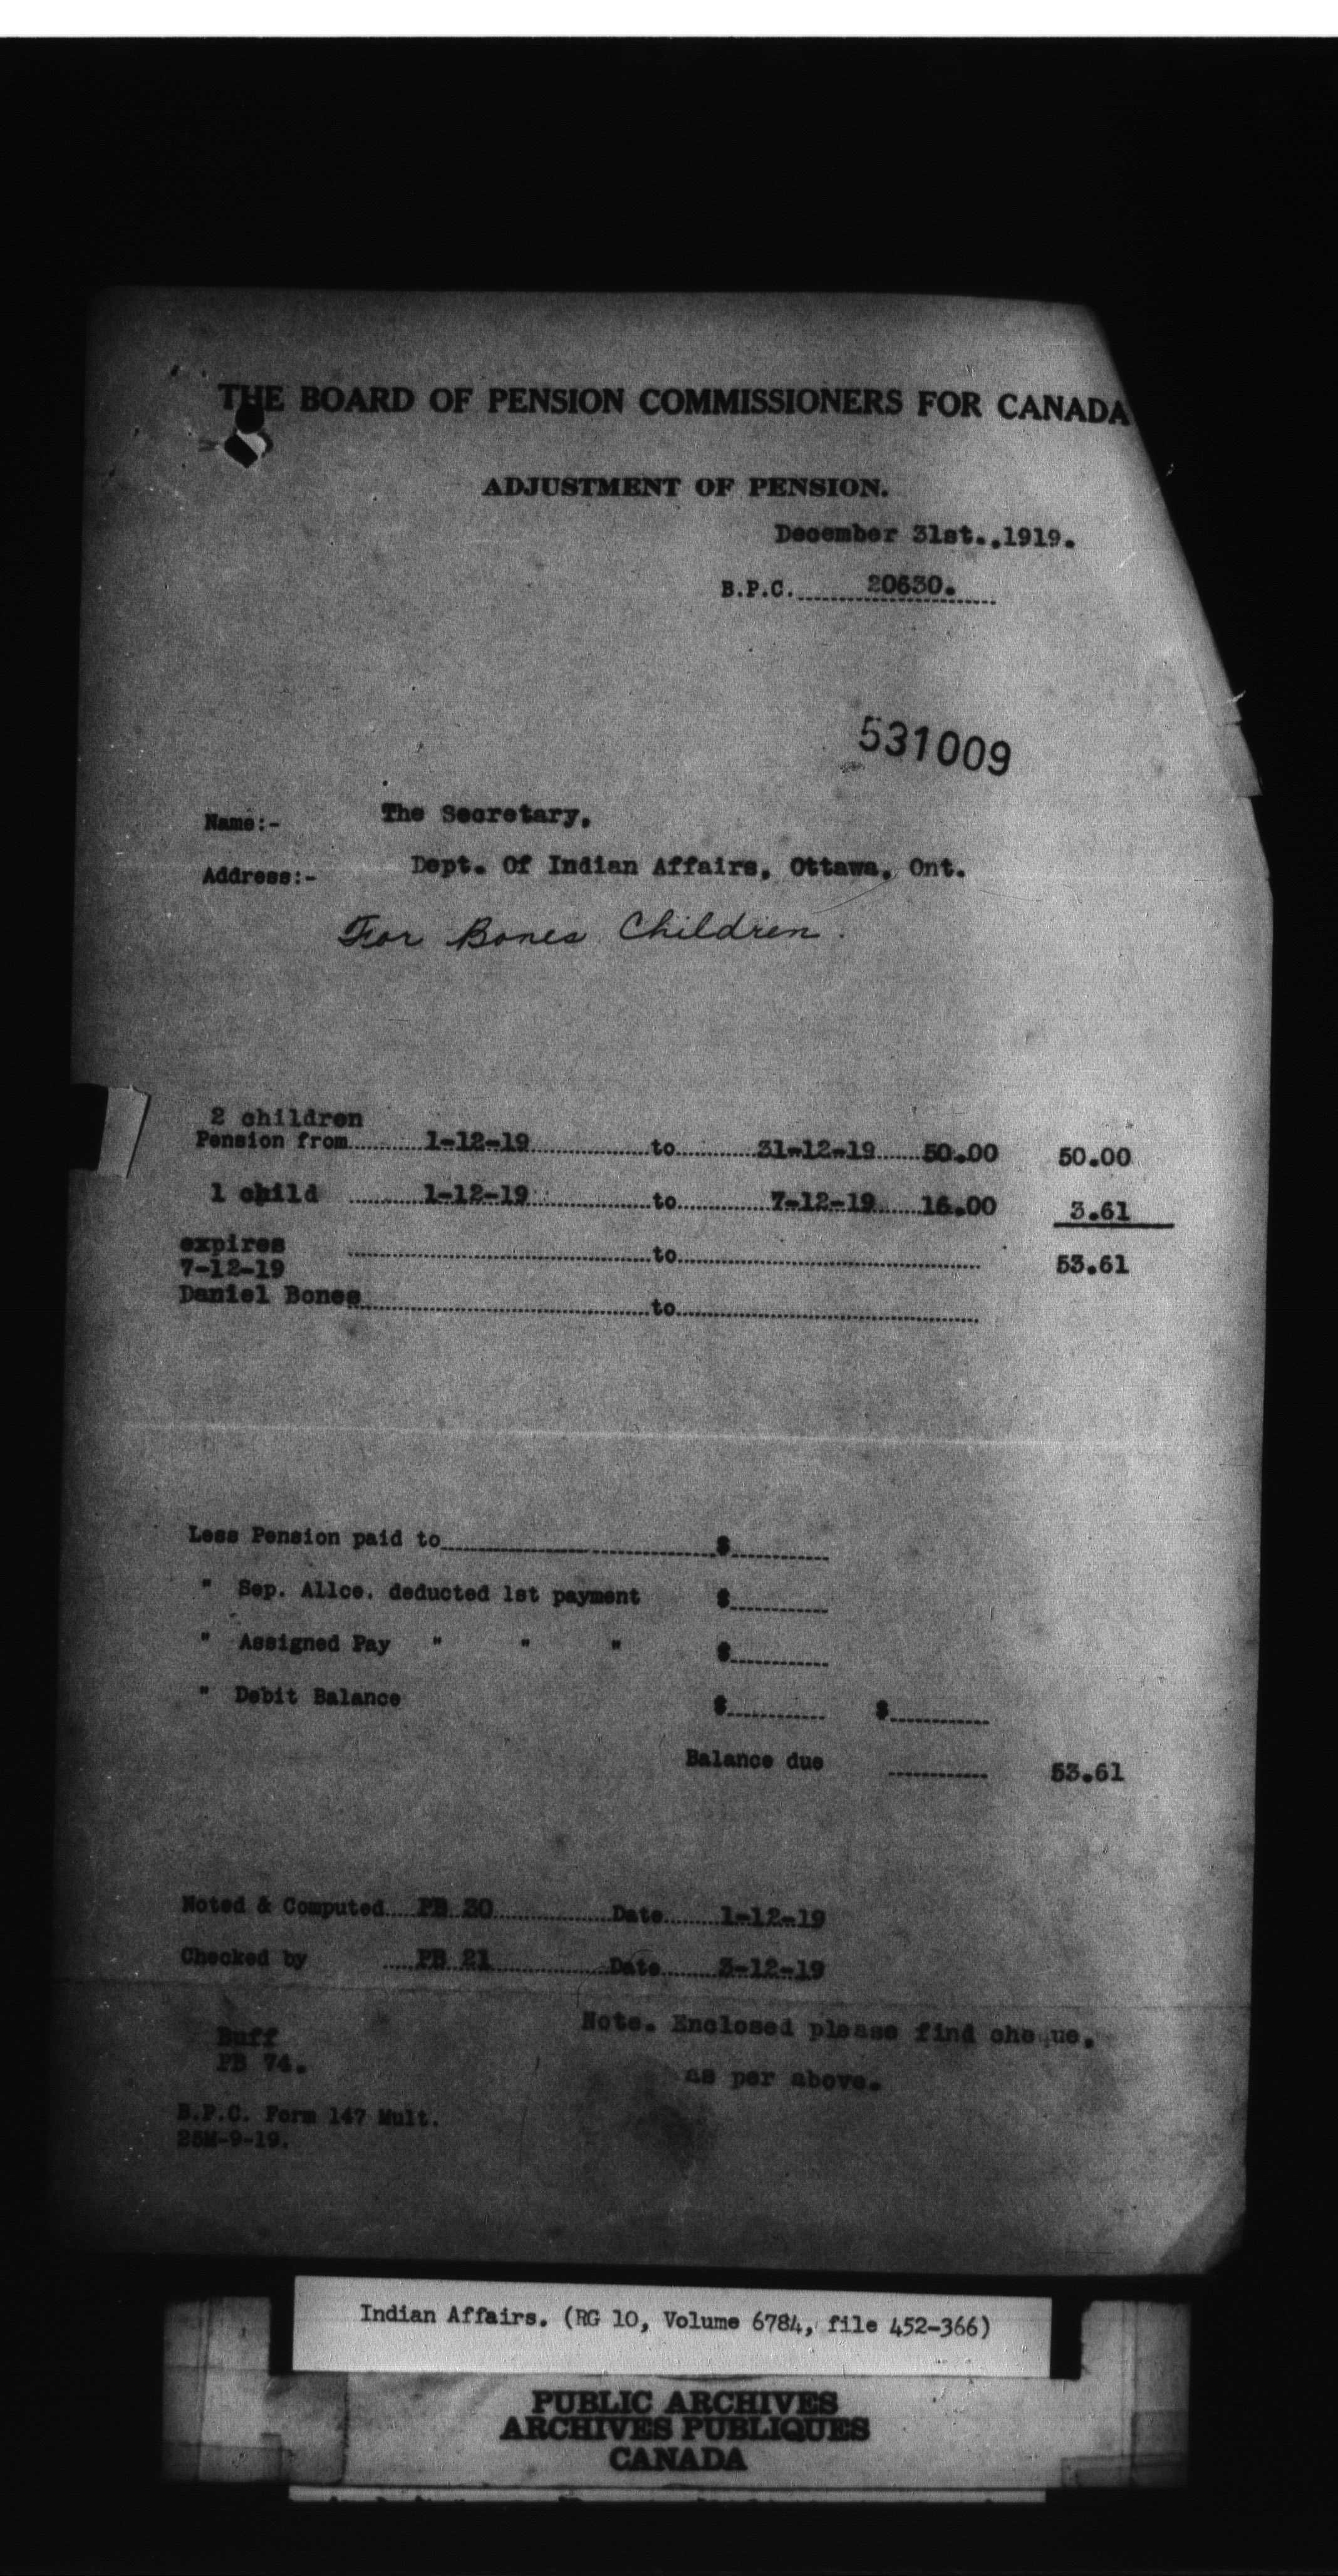 THE BOARD OF PENSION COMMISSIONERS FOR CANADA
ADJUSTMENT OF PENSION.
December 31st.,1919.
B.P.C. 20630.
531009
Name:- The Secretary,
Address:- Dept. Of Indian Affairs, Ottawa, Ont.
For Bones Children.
2 children
Pension from 1-12-19 to 31-12-19 50.00 50.00
1 child 1-12-19 to 7-12-19 16.00 3.61
expires to 53.61
7-12-19
Daniel Bones to
Less Pension paid to $
" Sep. Allce. deducted 1st payment $
" Assigned Pay " " " $
" Debit Balance $ $
Balance due 53.61
Noted & Computed PB 30 Date 1-12-19
Checked by PB 21 Date 3-12-19
Note. Enclosed please find che ue.
as per above.
Buff
PB 74.
B.P.C. Form 147 Mult.
25M-9-19.
Indian Affairs. (RG 10, Volume 6784, file 452-366)
PUBLIC ARCHIVES
ARCHIVES PUBLIQUES
CANADA